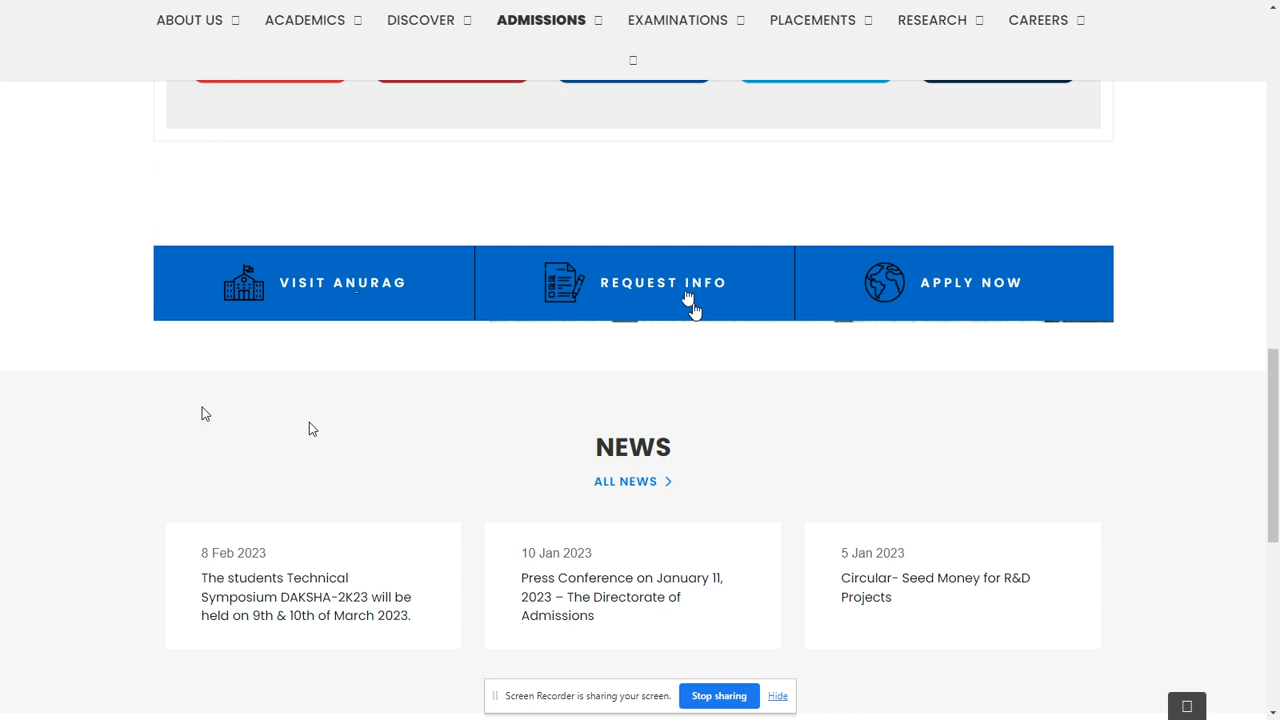 ABOUT US ACADEMICS DISCOVER ADMISSIONS EXAMINATIONS PLACEMENTS RESEARCH CAREERS
VISIT ANURAG REQUEST INFO APPLY NOW
NEWS
ALL NEWS
8 Feb 2023
The students Technical
Symposium DAKSHA-2K23 will be
held on 9th & 10th of March 2023.
10 Jan 2023
Press Conference on January 11,
2023 – The Directorate of
Admissions
5 Jan 2023
Circular- Seed Money for R&D
Projects
Screen Recorder is sharing your screen. Stop sharing Hide